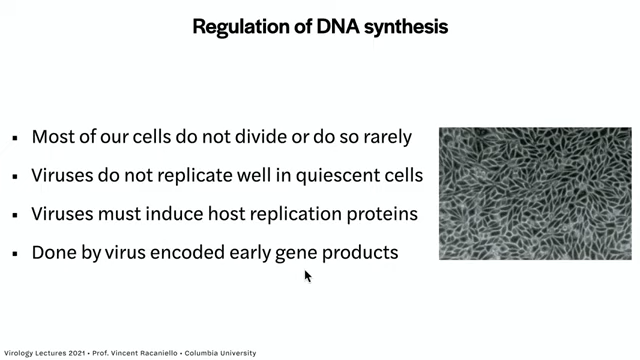 Regulation of DNA synthesis
▪ Most of our cells do not divide or do so rarely
▪ Viruses do not replicate well in quiescent cells
▪ Viruses must induce host replication proteins
▪ Done by virus encoded early gene products
Virology Lectures 2021 • Prof. Vincent Racaniello • Columbia University